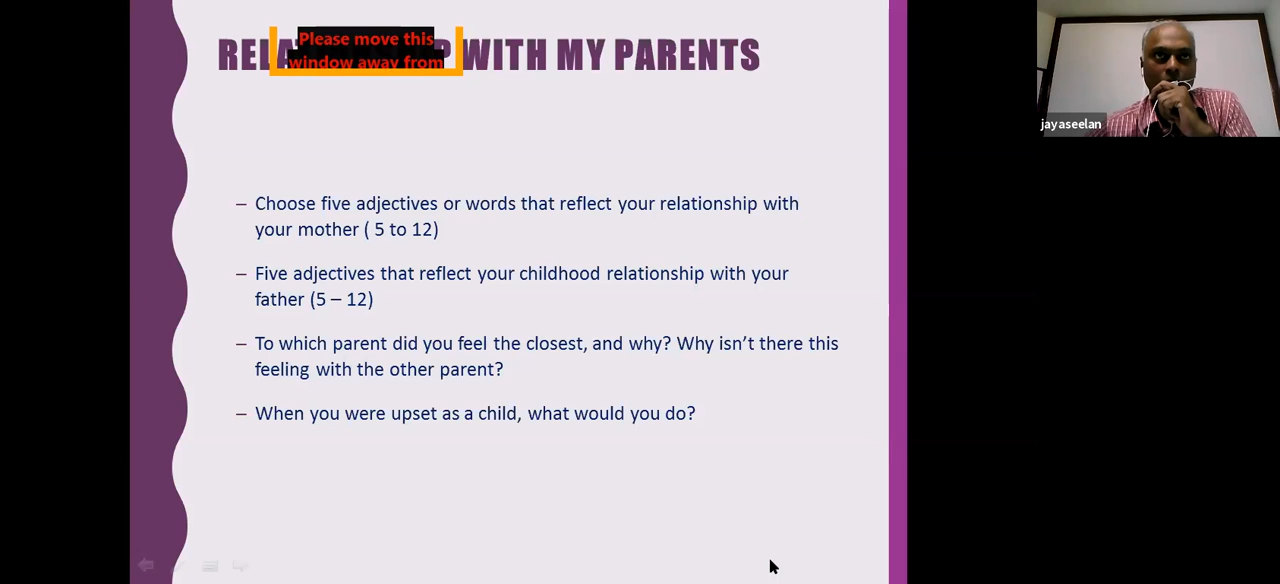 RELA P WITH MY PARENTS
Please move this
window away from
– Choose five adjectives or words that reflect your relationship with
your mother ( 5 to 12)
– Five adjectives that reflect your childhood relationship with your
father (5 – 12)
– To which parent did you feel the closest, and why? Why isn’t there this
feeling with the other parent?
– When you were upset as a child, what would you do?
jayaseelan